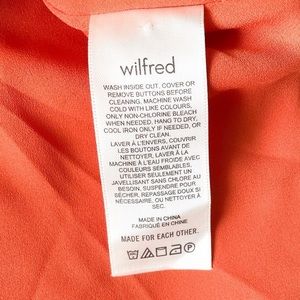 wilfred
WASH INSIDE OUT, COVER OR
REMOVE BUTTONS BEFORE
CLEANING, MACHINE WASH
COLD WITH LIKE COLOURS,
ONLY NON-CHLORINE BLEACH
WHEN NEEDED, HANG TO DRY,
COOL IRON ONLY IF NEEDED, OR
DRY CLEAN.
LAVER À L'ENVERS, COUVRIR
LES BOUTONS AVANT DE
NETTOYER, LAVER À LA
MACHINE À L'EAU FROIDE AVEC
COULEURS SEMBLABLES,
UTILISER SEULEMENT UN
JAVELLISANT SANS CHLORE AU
BESOIN, SUSPENDRE POUR
SÉCHER, REPASSAGE DOUX SI
NÉCESSAIRE, OU NETTOYER À
SEC.
MADE IN CHINA
FABRIQUÉ EN CHINE
MADE FOR EACH OTHER.
P